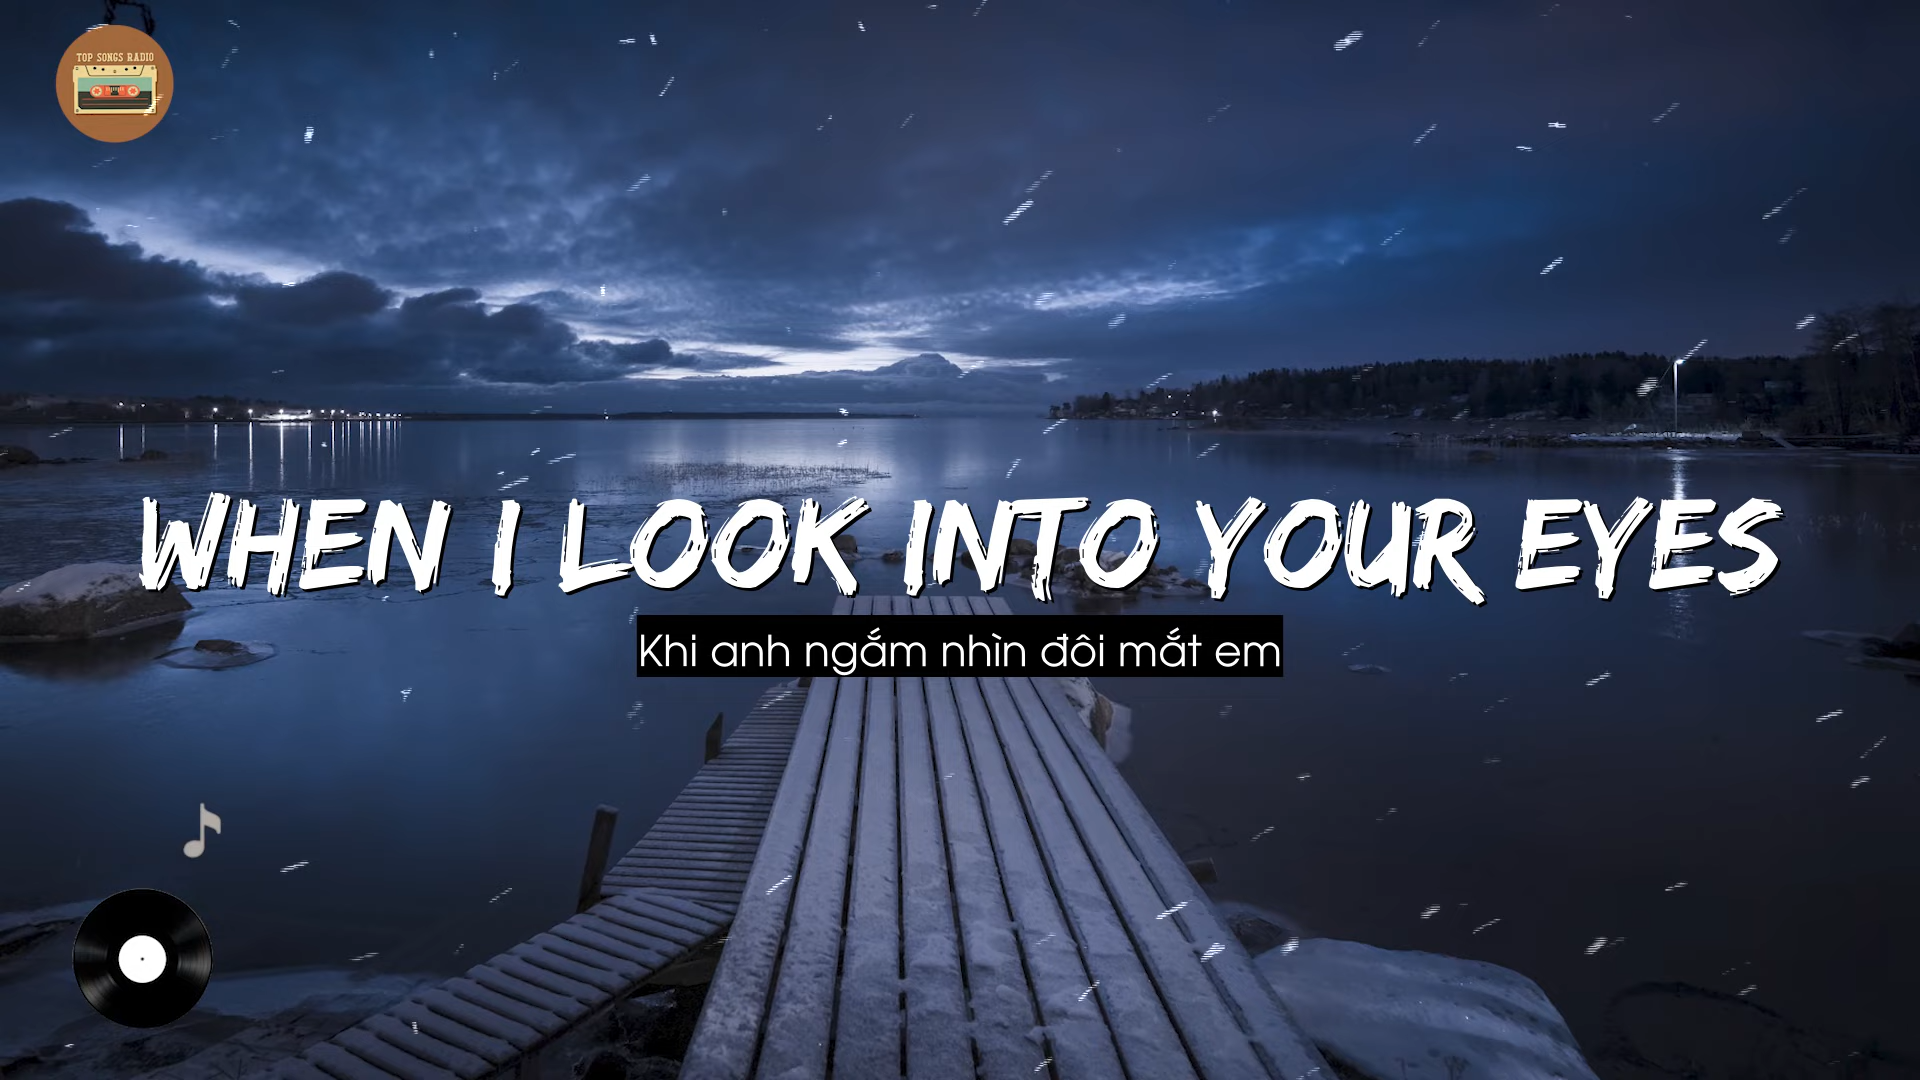 TOP SONGS RADIO
WHEN I LOOK INTO YOUR EYES
Khi anh ngắm nhìn đôi mắt em